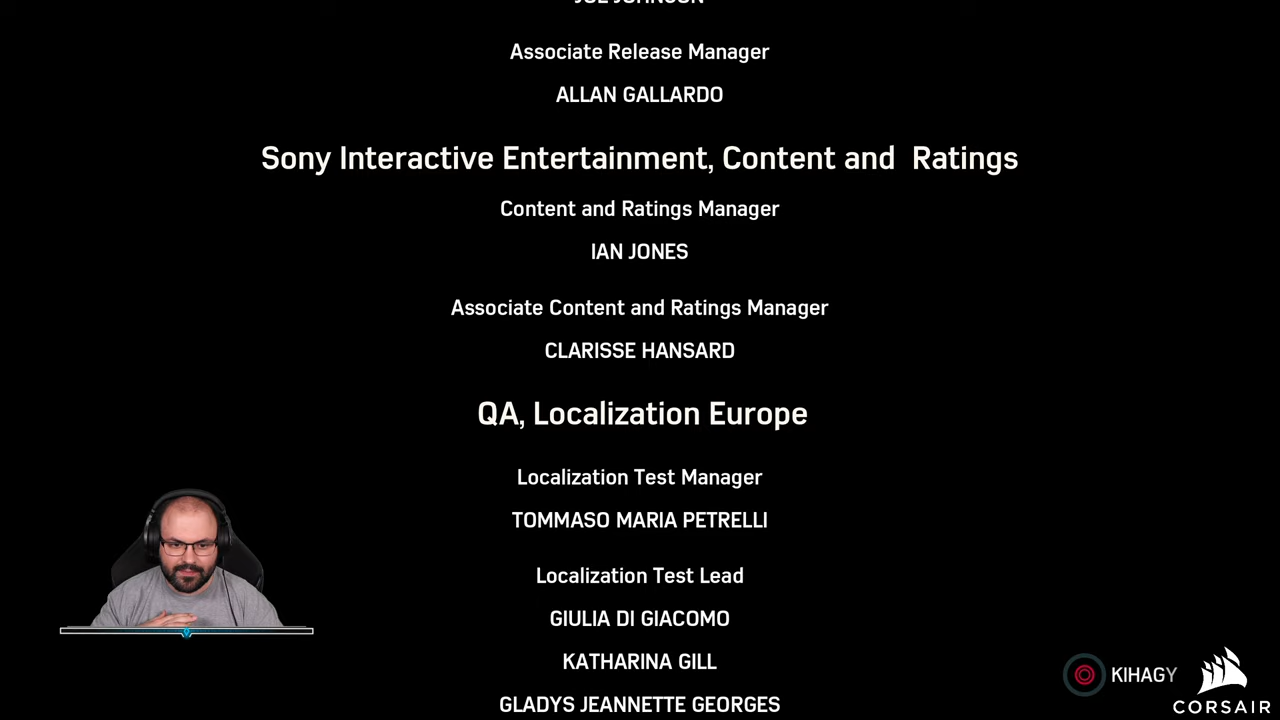 JOE JOHNSON
Associate Release Manager
ALLAN GALLARDO
Sony Interactive Entertainment, Content and  Ratings
Content and Ratings Manager
IAN JONES
Associate Content and Ratings Manager
CLARISSE HANSARD
QA, Localization Europe
Localization Test Manager
TOMMASO MARIA PETRELLI
Localization Test Lead
GIULIA DI GIACOMO
KATHARINA GILL
GLADYS JEANNETTE GEORGES
KIHAGY
CORSAIR